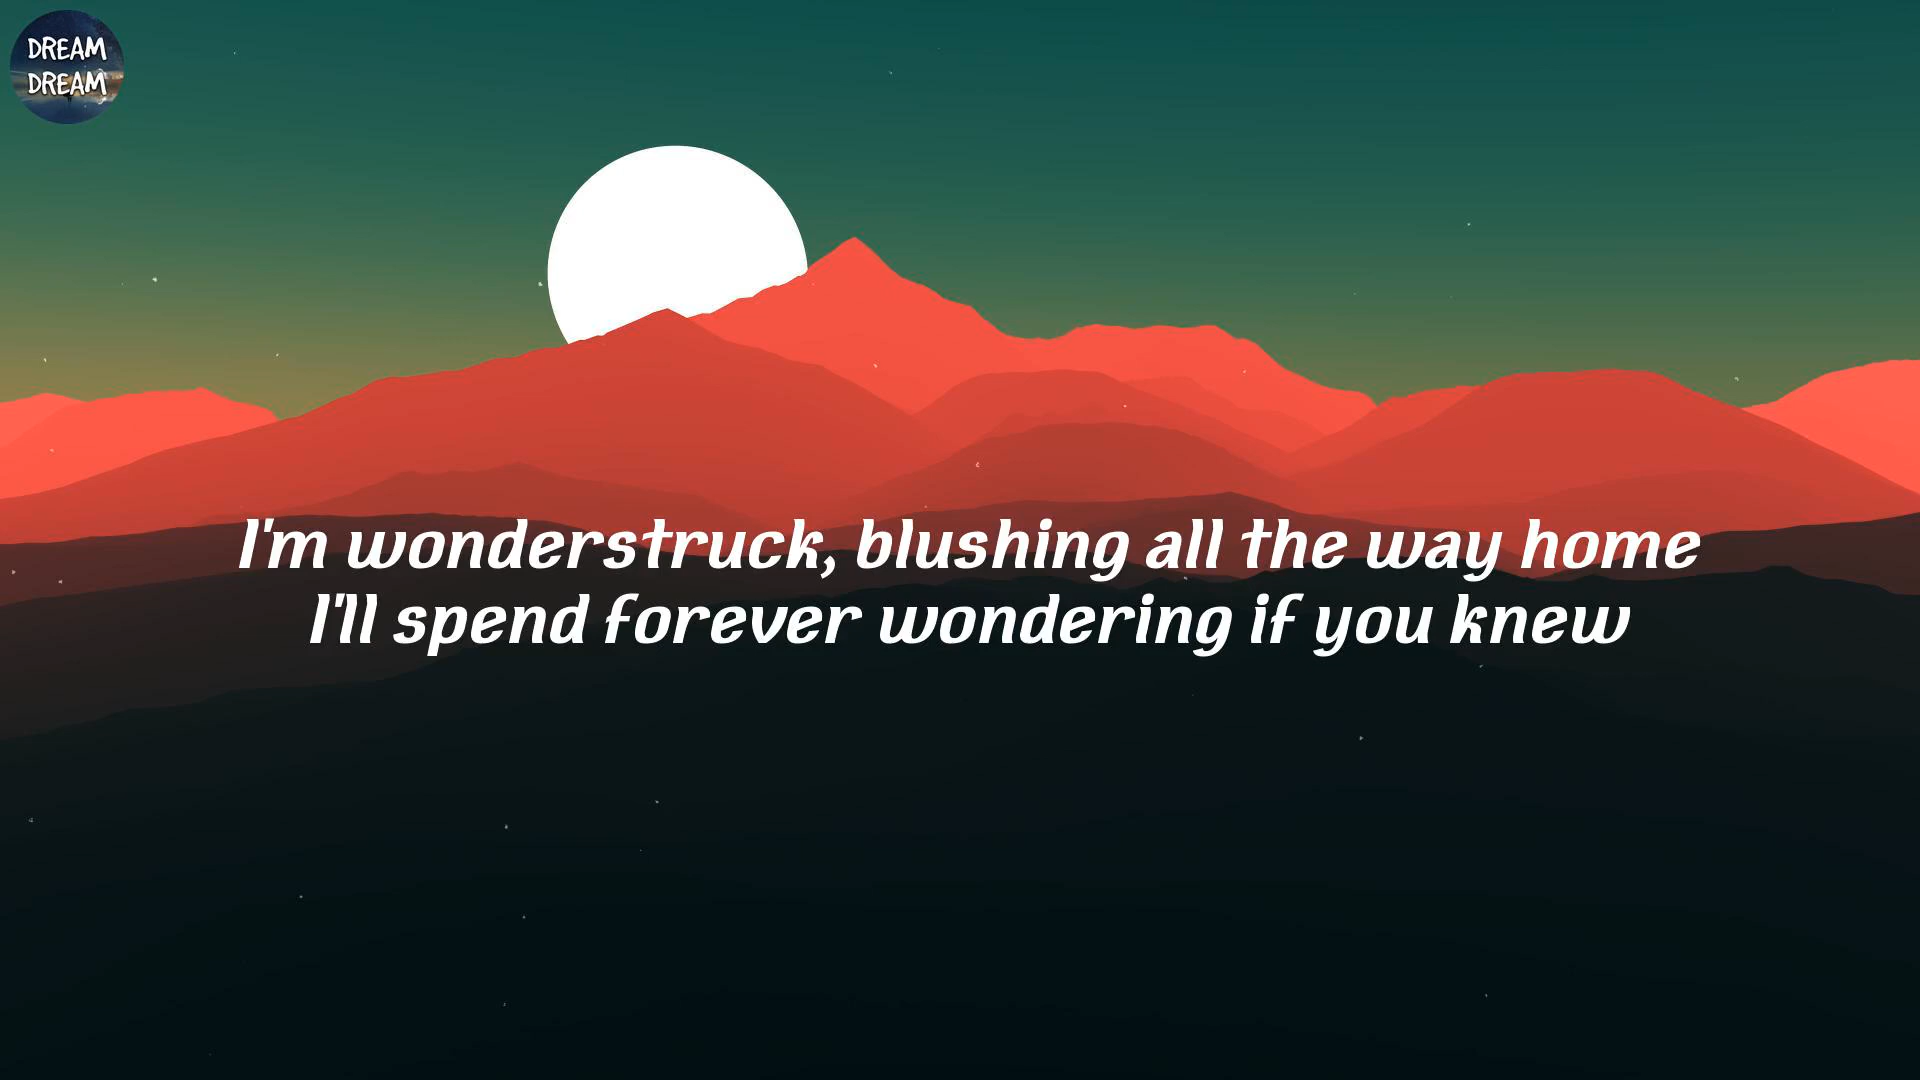 DREAM
DREAM
I'm wonderstruck, blushing all the way home
I'll spend forever wondering if you knew